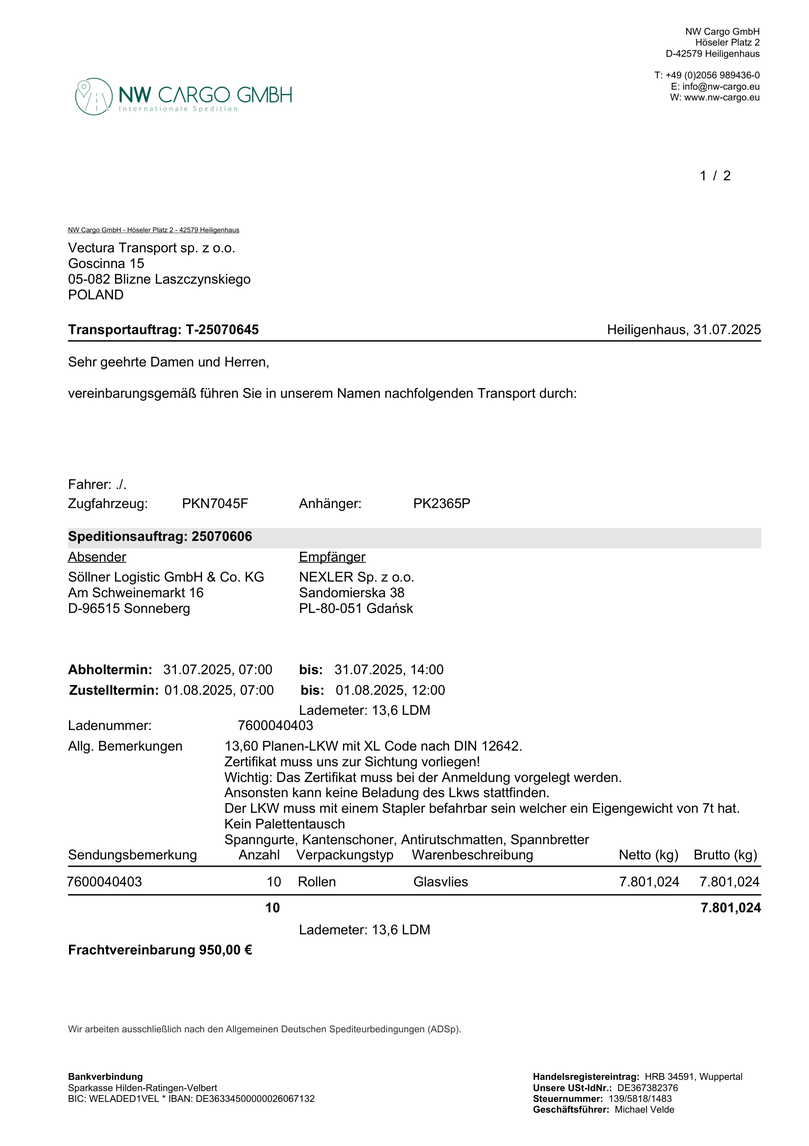 NW Cargo GmbH
Höseler Platz 2
D-42579 Heiligenhaus
T: +49 (0)2056 989436-0
E: info@nw-cargo.eu
W: www.nw-cargo.eu
NW CARGO GMBH
Internationale Spedition
1 / 2
NW Cargo GmbH - Höseler Platz 2 - 42579 Heiligenhaus
Vectura Transport sp. z o.o.
Goscinna 15
05-082 Blizne Laszczynskiego
POLAND
Transportauftrag: T-25070645 Heiligenhaus, 31.07.2025
Sehr geehrte Damen und Herren,
vereinbarungsgemäß führen Sie in unserem Namen nachfolgenden Transport durch:
Fahrer: ./.
Zugfahrzeug: PKN7045F Anhänger: PK2365P
Speditionsauftrag: 25070606
Absender Empfänger
Söllner Logistic GmbH & Co. KG NEXLER Sp. z o.o.
Am Schweinemarkt 16 Sandomierska 38
D-96515 Sonneberg PL-80-051 Gdańsk
Abholtermin: 31.07.2025, 07:00 bis: 31.07.2025, 14:00
Zustelltermin: 01.08.2025, 07:00 bis: 01.08.2025, 12:00
Lademeter: 13,6 LDM
Ladenummer: 7600040403
Allg. Bemerkungen 13,60 Planen-LKW mit XL Code nach DIN 12642.
Zertifikat muss uns zur Sichtung vorliegen!
Wichtig: Das Zertifikat muss bei der Anmeldung vorgelegt werden.
Ansonsten kann keine Beladung des Lkws stattfinden.
Der LKW muss mit einem Stapler befahrbar sein welcher ein Eigengewicht von 7t hat.
Kein Palettentausch
Spanngurte, Kantenschoner, Antirutschmatten, Spannbretter
Sendungsbemerkung Anzahl Verpackungstyp Warenbeschreibung Netto (kg) Brutto (kg)
7600040403 10 Rollen Glasvlies 7.801,024 7.801,024
10 7.801,024
Lademeter: 13,6 LDM
Frachtvereinbarung 950,00 €
Wir arbeiten ausschließlich nach den Allgemeinen Deutschen Spediteurbedingungen (ADSp).
Bankverbindung
Sparkasse Hilden-Ratingen-Velbert
BIC: WELADED1VEL * IBAN: DE36334500000026067132
Handelsregistereintrag: HRB 34591, Wuppertal
Unsere USt-IdNr.: DE367382376
Steuernummer: 139/5818/1483
Geschäftsführer: Michael Velde